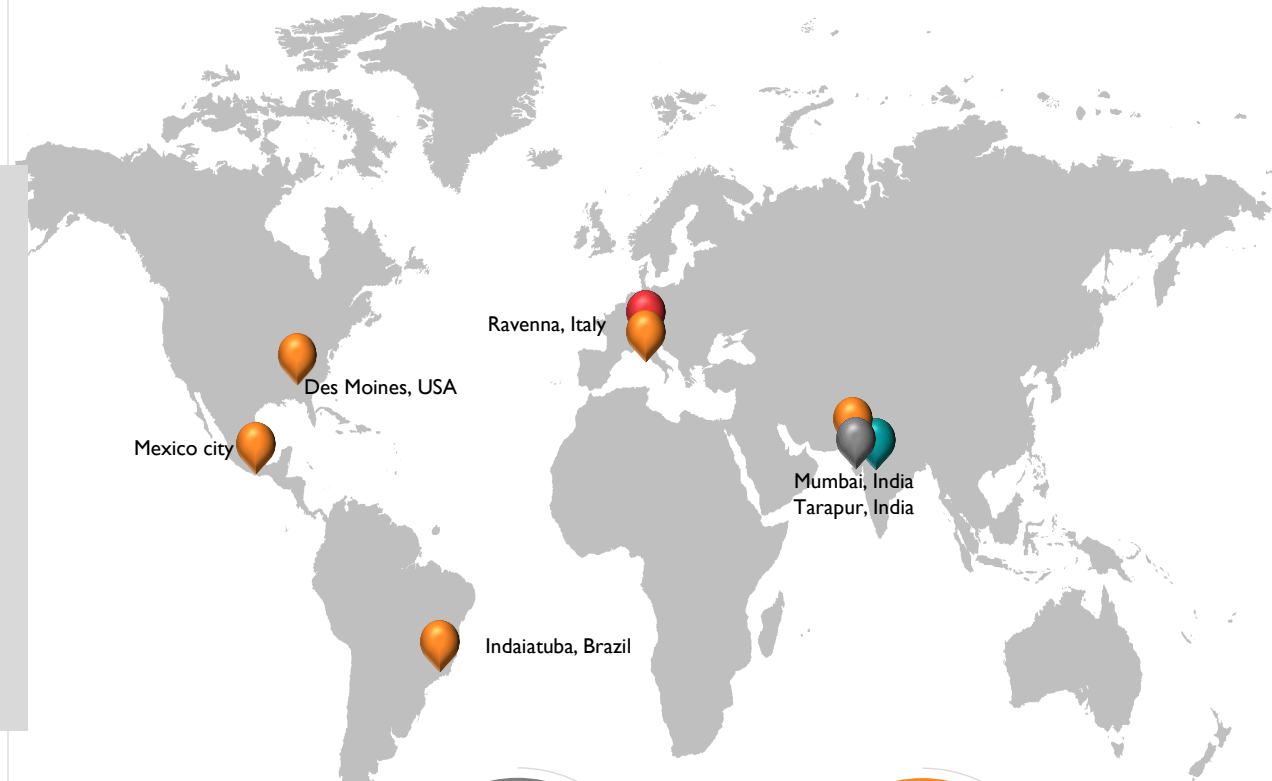 Ravenna, Italy
Des Moines, USA
Mexico city
Mumbai, India
Tarapur, India
Indaiatuba, Brazil